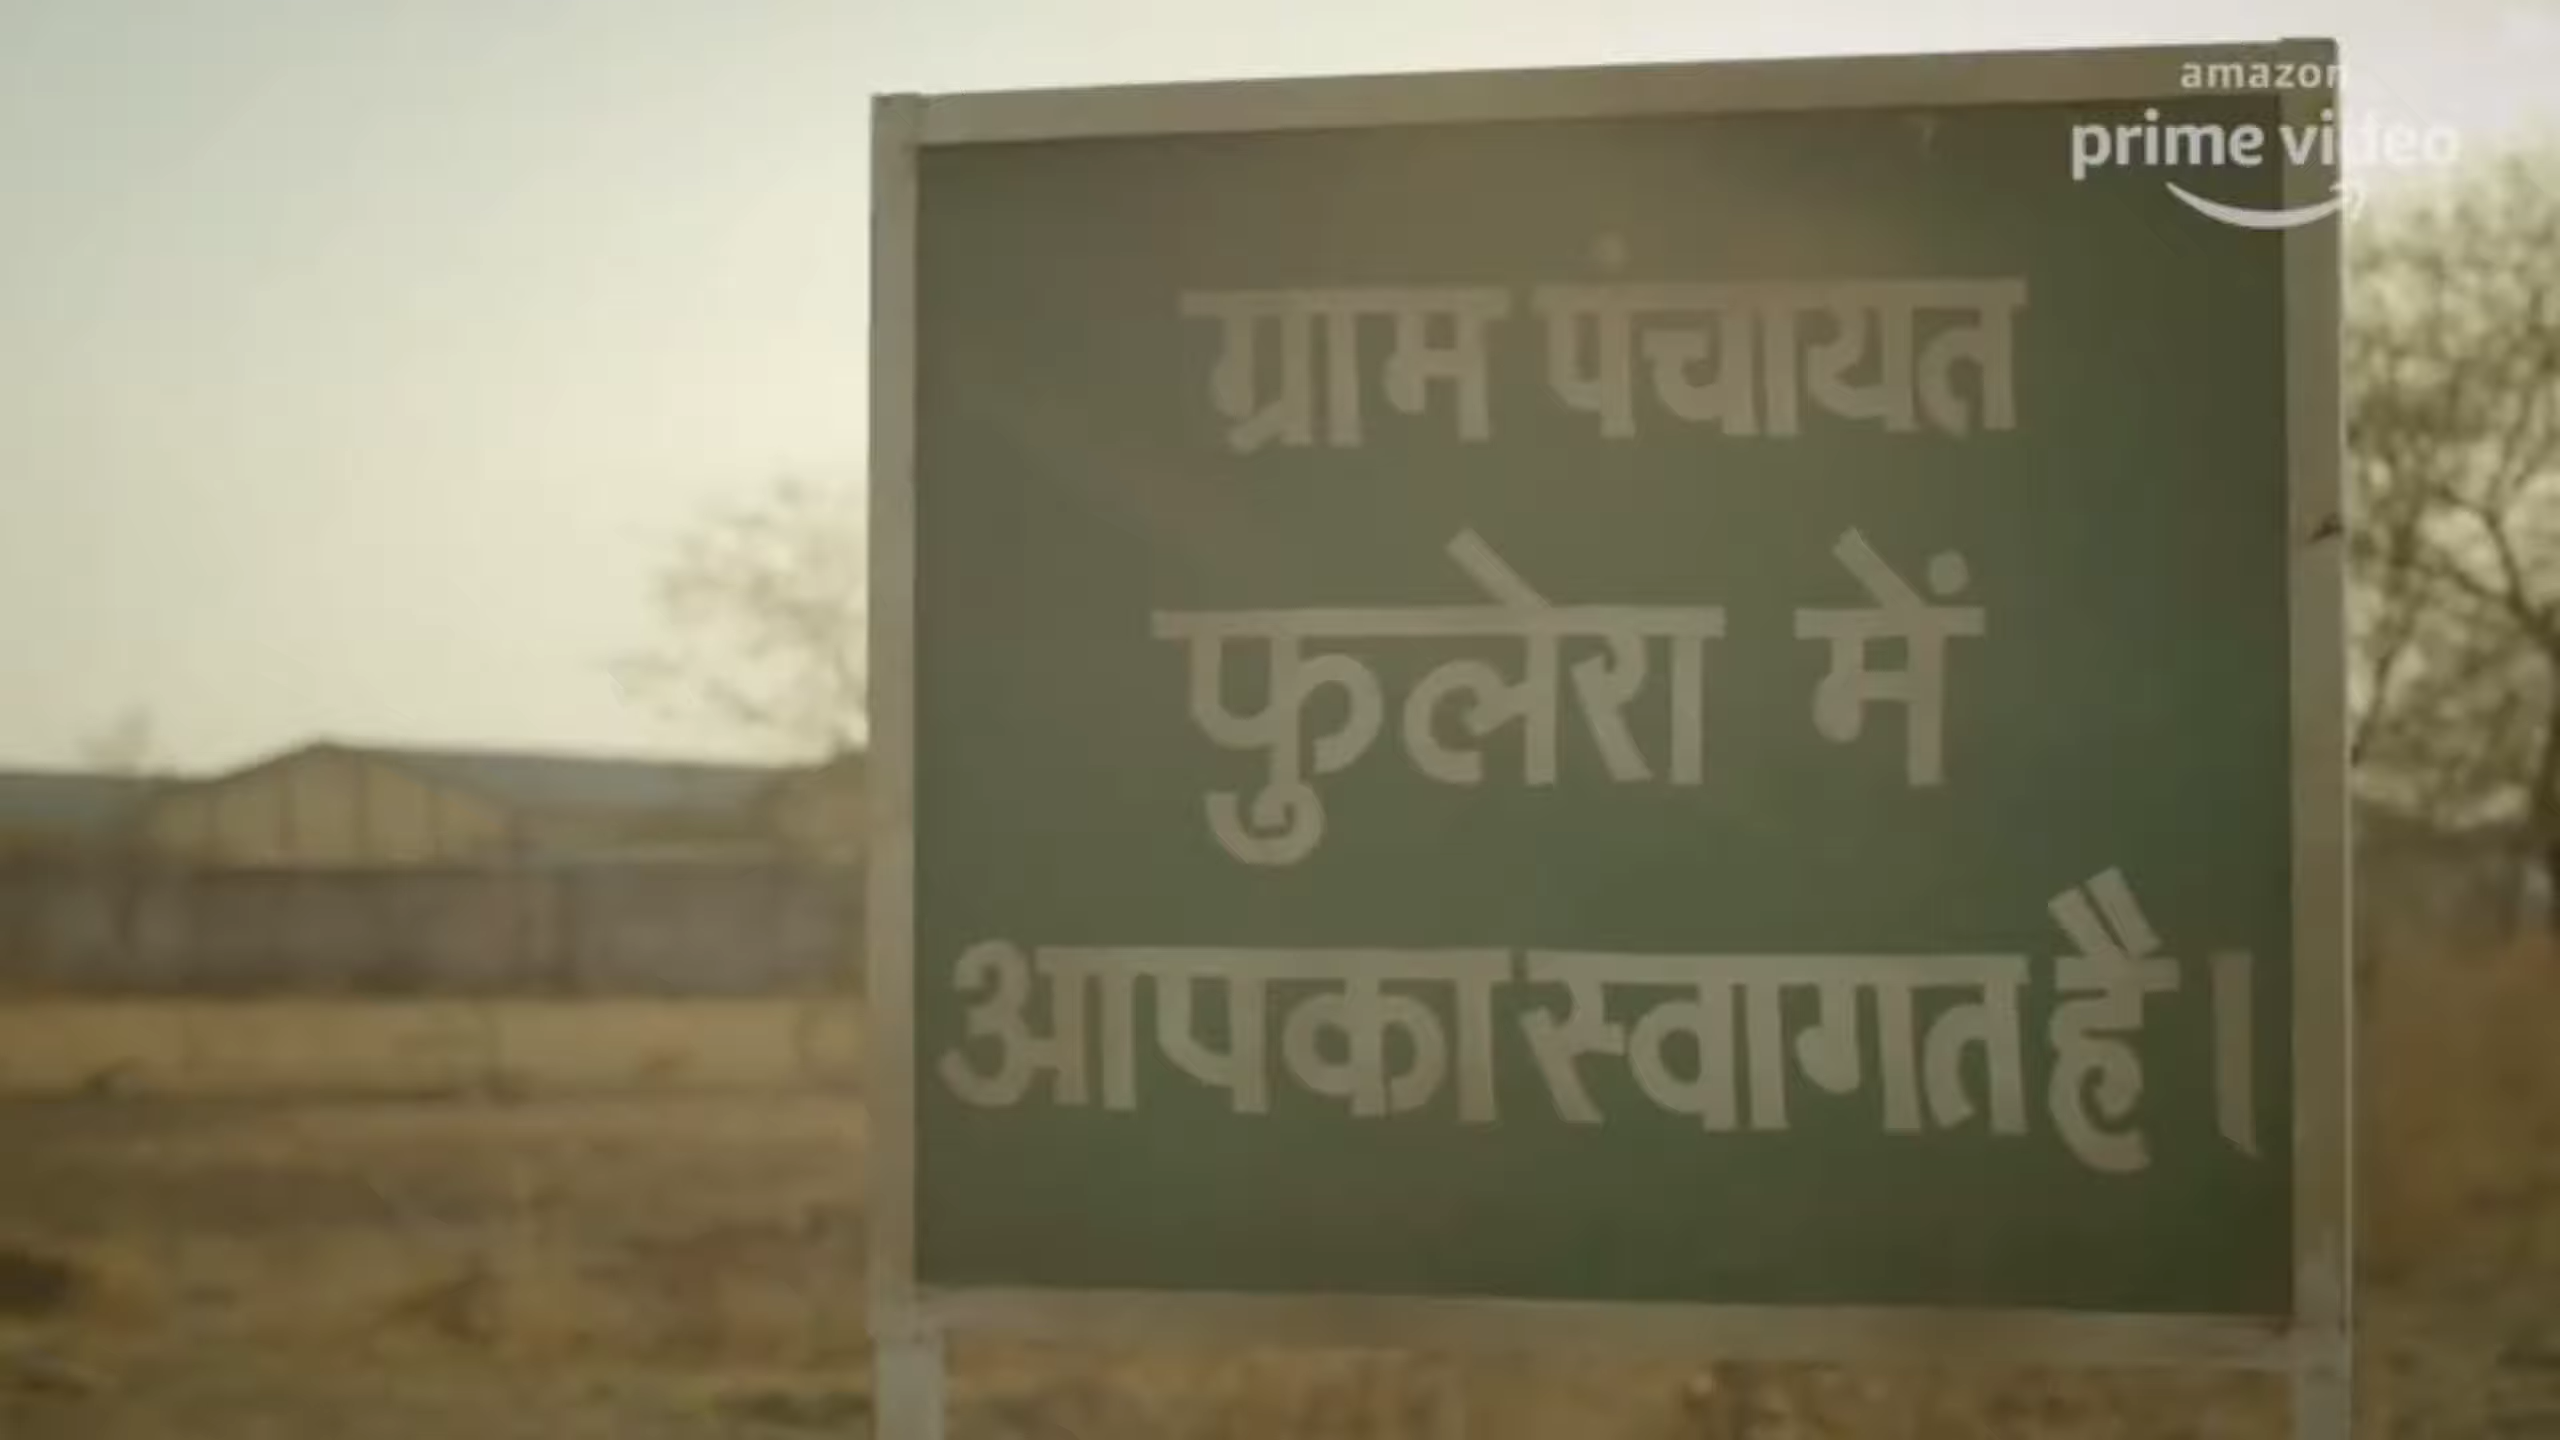 amazon
prime video
ग्राम पंचायत
फुलेरा में
आपका स्वागत है।